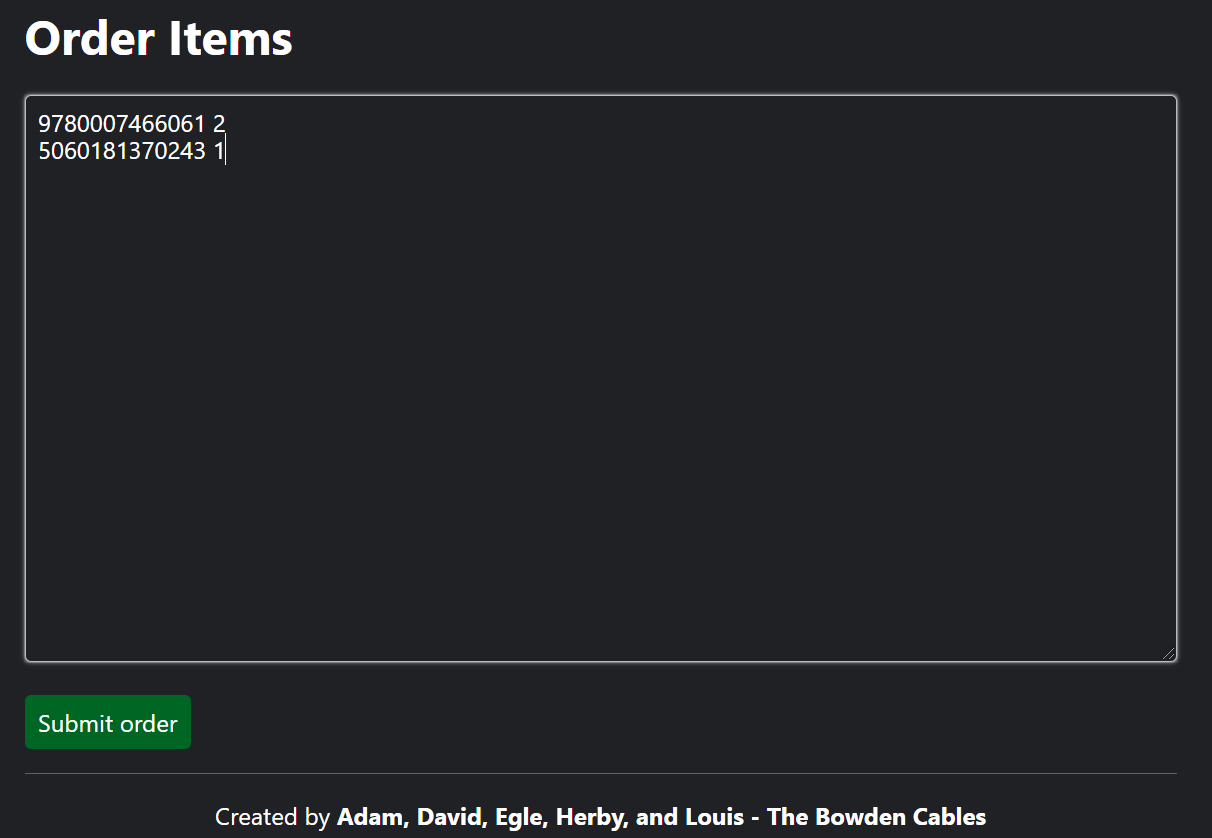 Order Items
9780007466061 2
5060181370243 1
Submit order
Created by Adam, David, Egle, Herby, and Louis - The Bowden Cables